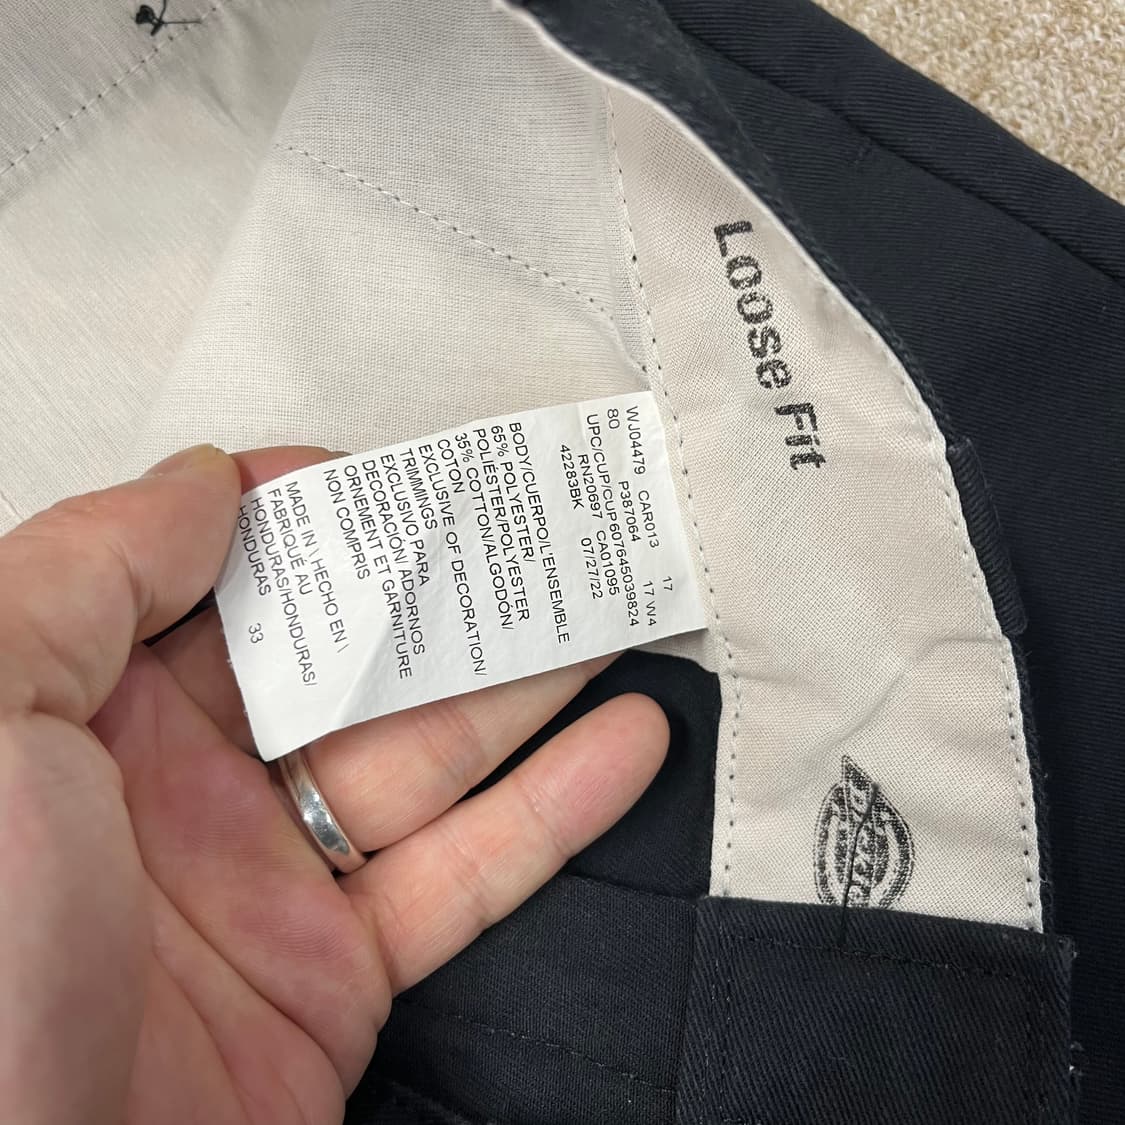 Loose Fit
WJ04479 CAR013 17
80 P387064 17 W4
UPC/CUP/CUP607645039824
RN20697 CA01095
42283BK 07/27/22
BODY/CUERPO/L'ENSEMBLE
65% POLYESTER/
POLIÉSTER/POLYESTER
35% COTTON/ALGODÓN/
COTON
EXCLUSIVE OF DECORATION/
TRIMMINGS
EXCLUSIVO PARA
DECORACIÓN/ ADORNOS
ORNEMENT ET GARNITURE
NON COMPRIS
MADE IN \ HECHO EN \
FABRIQUÉ AU
HONDURAS/HONDURAS/
HONDURAS 33